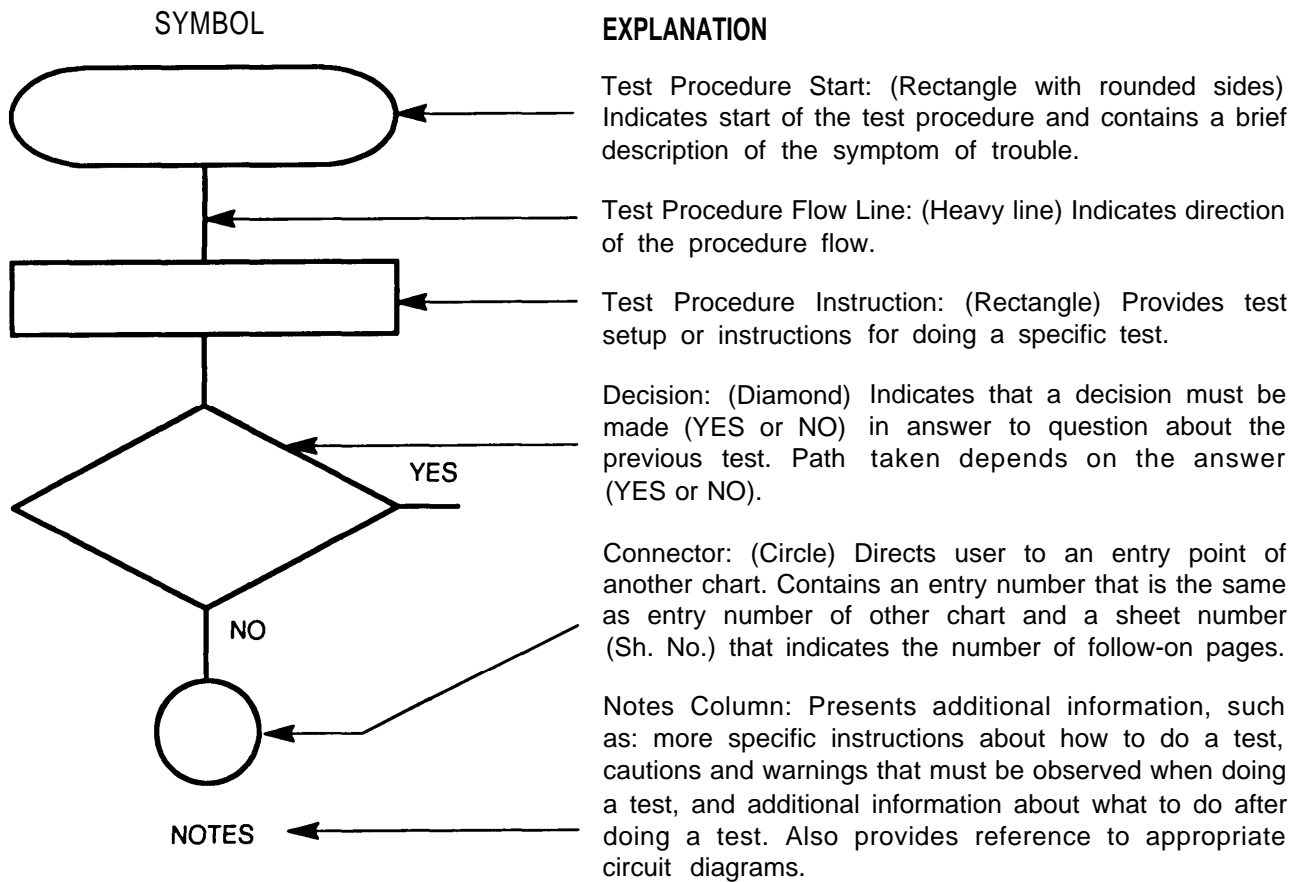 SYMBOL
EXPLANATION
Test Procedure Start: (Rectangle with rounded sides)
Indicates start of the test procedure and contains a brief
description of the symptom of trouble.
Test Procedure Flow Line: (Heavy line) Indicates direction
of the procedure flow.
Test Procedure Instruction: (Rectangle) Provides test
setup or instructions for doing a specific test.
Decision: (Diamond) Indicates that a decision must be
made (YES or NO) in answer to question about the
previous test. Path taken depends on the answer
(YES or NO).
YES
Connector: (Circle) Directs user to an entry point of
another chart. Contains an entry number that is the same
as entry number of other chart and a sheet number
(Sh. No.) that indicates the number of follow-on pages.
NO
Notes Column: Presents additional information, such
as: more specific instructions about how to do a test,
cautions and warnings that must be observed when doing
a test, and additional information about what to do after
doing a test. Also provides reference to appropriate
circuit diagrams.
NOTES